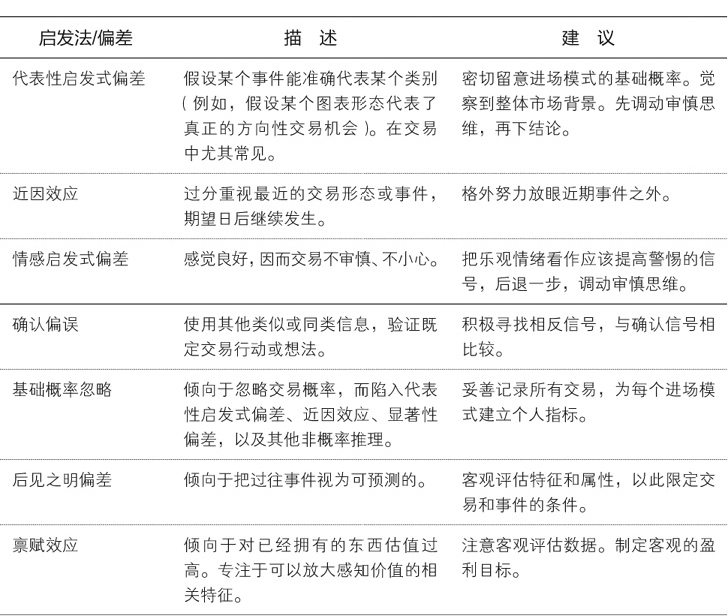 启发法/偏差 描 述 建 议
代表性启发式偏差 假设某个事件能准确代表某个类别 密切留意进场模式的基础概率。觉
(例如，假设某个图表形态代表了 察到整体市场背景。先调动审慎思
真正的方向性交易机会)。在交易 维，再下结论。
中尤其常见。
近因效应 过分重视最近的交易形态或事件， 格外努力放眼近期事件之外。
期望日后继续发生。
情感启发式偏差 感觉良好，因而交易不审慎、不小心。 把乐观情绪看作应该提高警惕的信
号，后退一步，调动审慎思维。
确认偏误 使用其他类似或同类信息，验证既 积极寻找相反信号，与确认信号相
定交易行动或想法。 比较。
基础概率忽略 倾向于忽略交易概率，而陷入代表 妥善记录所有交易，为每个进场模
性启发式偏差、近因效应、显著性 式建立个人指标。
偏差，以及其他非概率推理。
后见之明偏差 倾向于把过往事件视为可预测的。 客观评估特征和属性，以此限定交
易和事件的条件。
禀赋效应 倾向于对已经拥有的东西估值过 注意客观评估数据。制定客观的盈
高。专注于可以放大感知价值的相 利目标。
关特征。